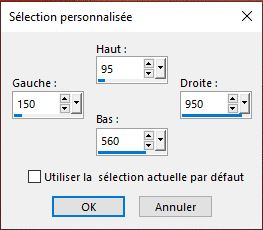 Sélection personnalisée
Haut :
95
Gauche :
150
Droite :
950
Bas :
560
Utiliser la  sélection actuelle par défaut
OK
Annuler